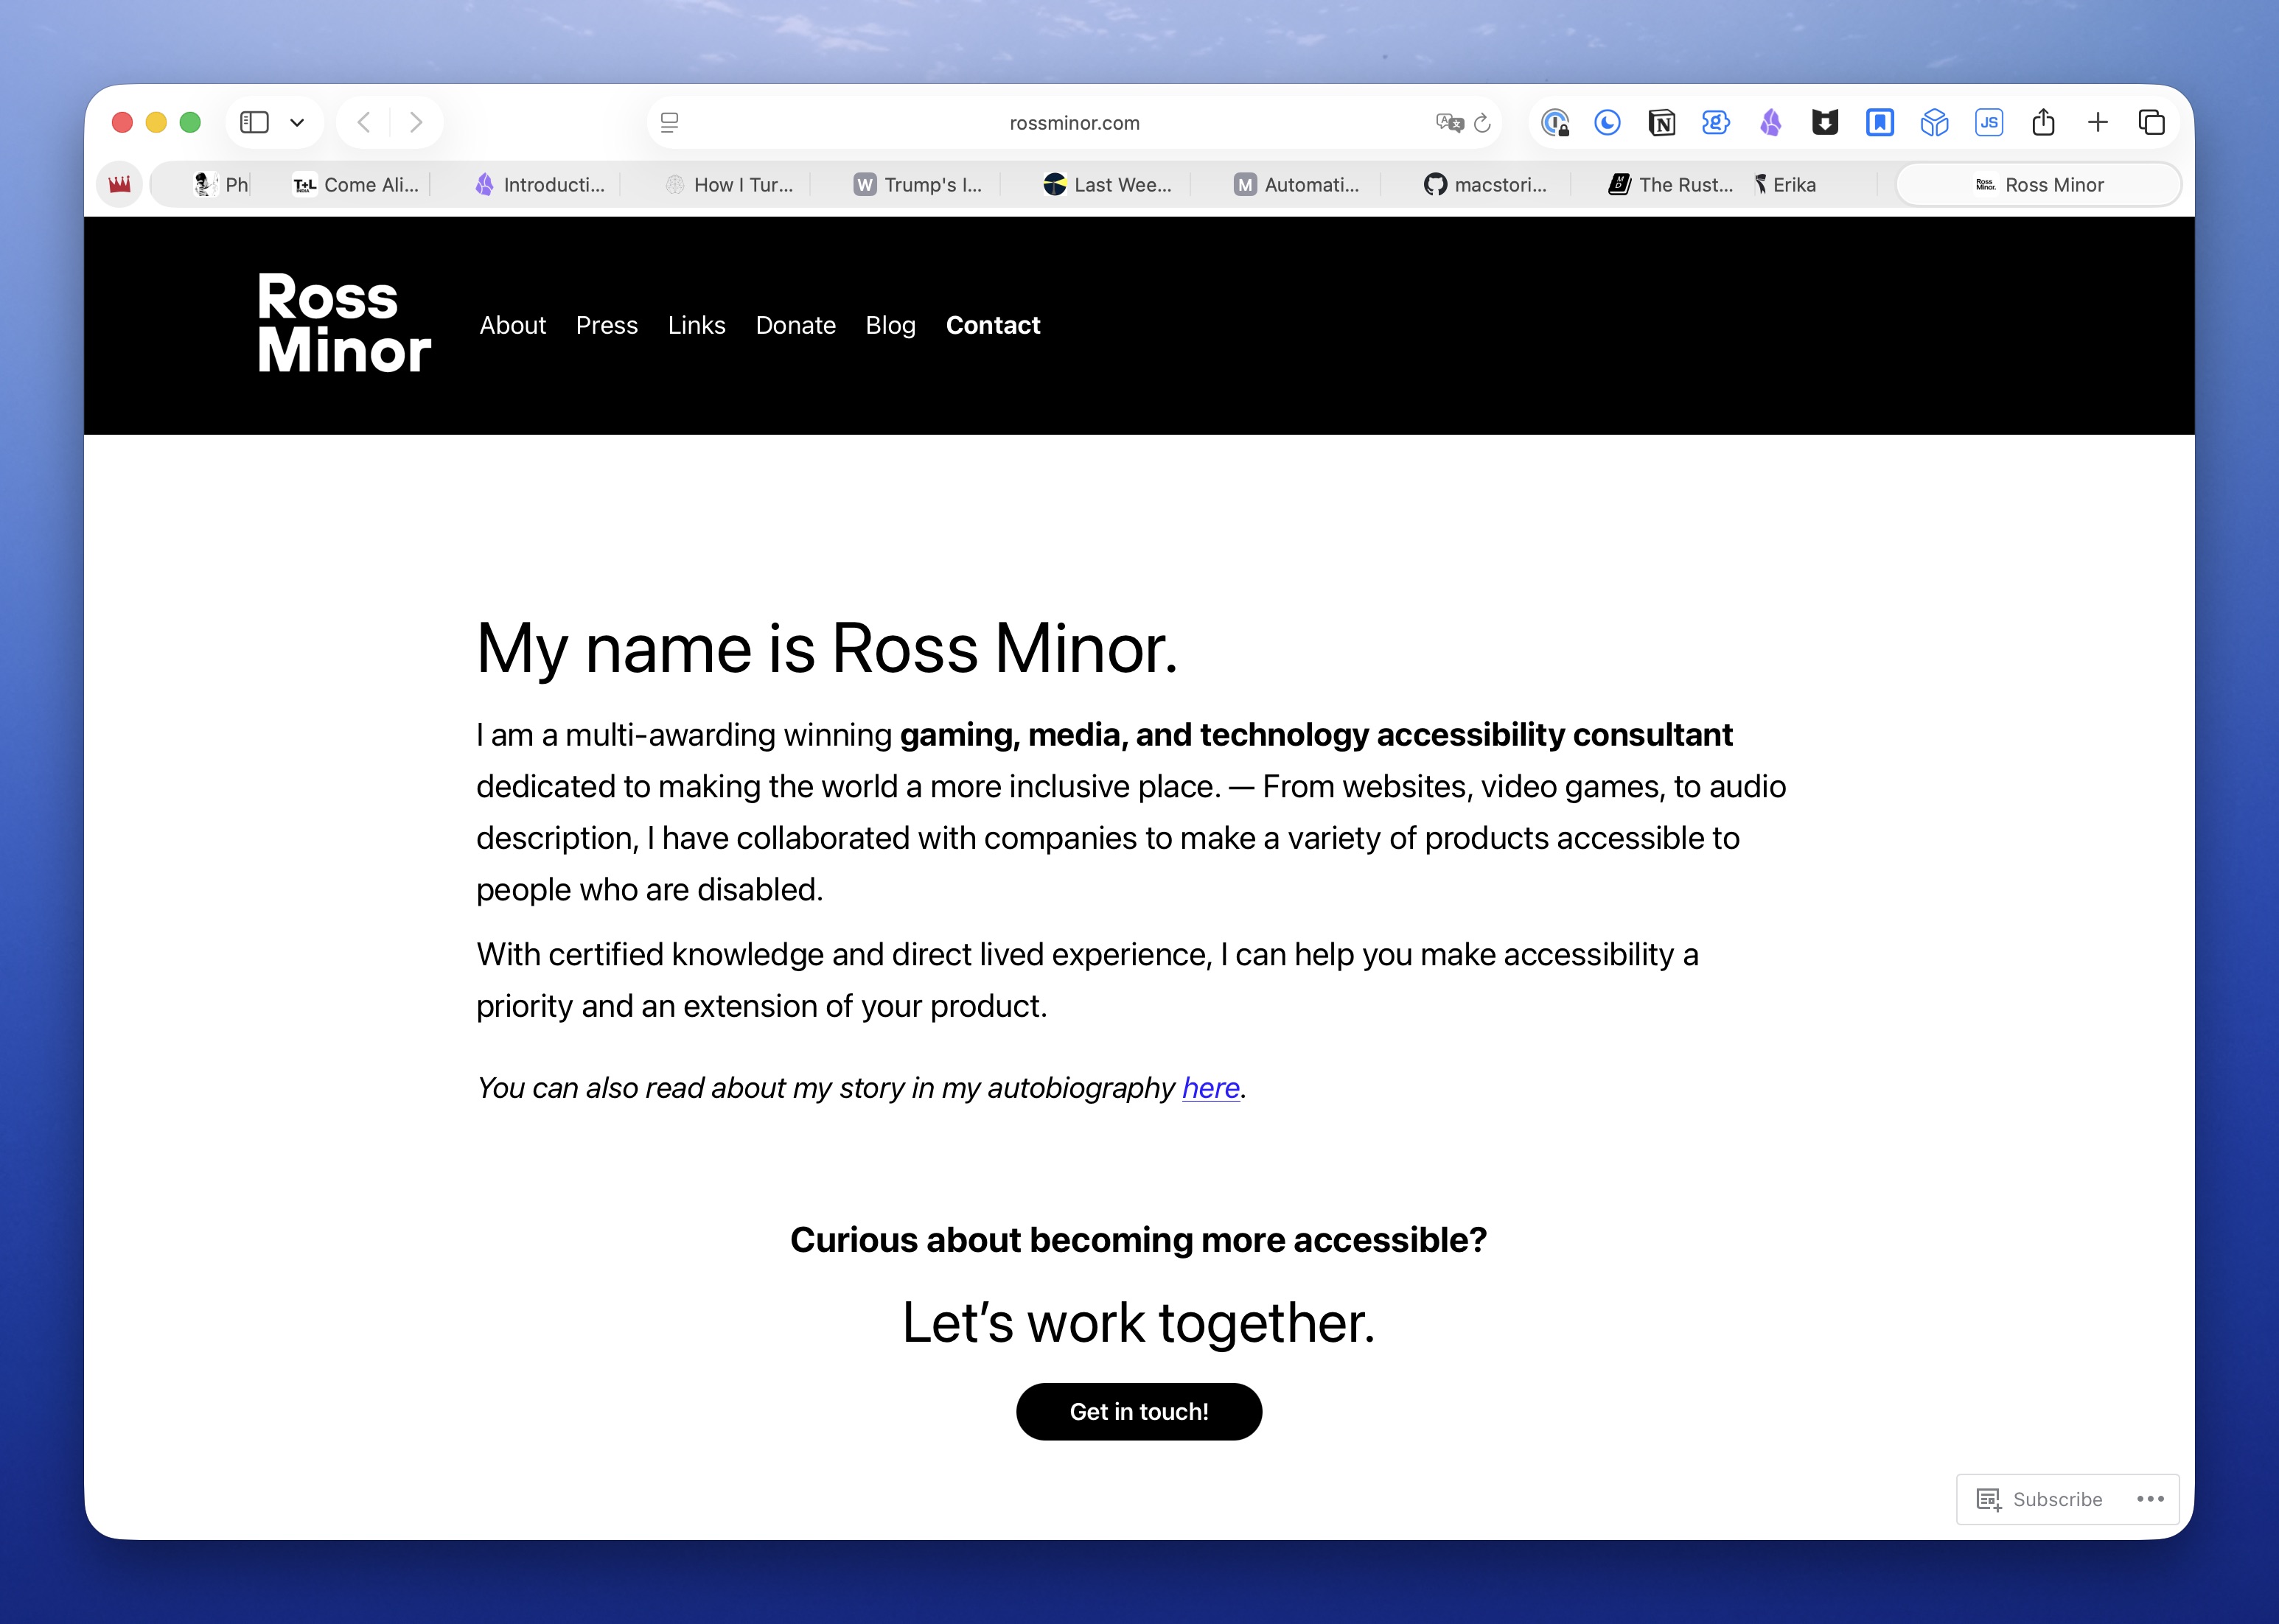 rossminor.com
JS
Ph
T+L Come Ali...
Introducti...
How I Tur...
W Trump's I...
Last Wee...
M Automati...
macstori...
The Rust...
Erika
Ross Minor. Ross Minor
Ross
Minor
About Press Links Donate Blog Contact
My name is Ross Minor.
I am a multi-awarding winning gaming, media, and technology accessibility consultant
dedicated to making the world a more inclusive place. — From websites, video games, to audio
description, I have collaborated with companies to make a variety of products accessible to
people who are disabled.
With certified knowledge and direct lived experience, I can help you make accessibility a
priority and an extension of your product.
You can also read about my story in my autobiography here.
Curious about becoming more accessible?
Let’s work together.
Get in touch!
Subscribe